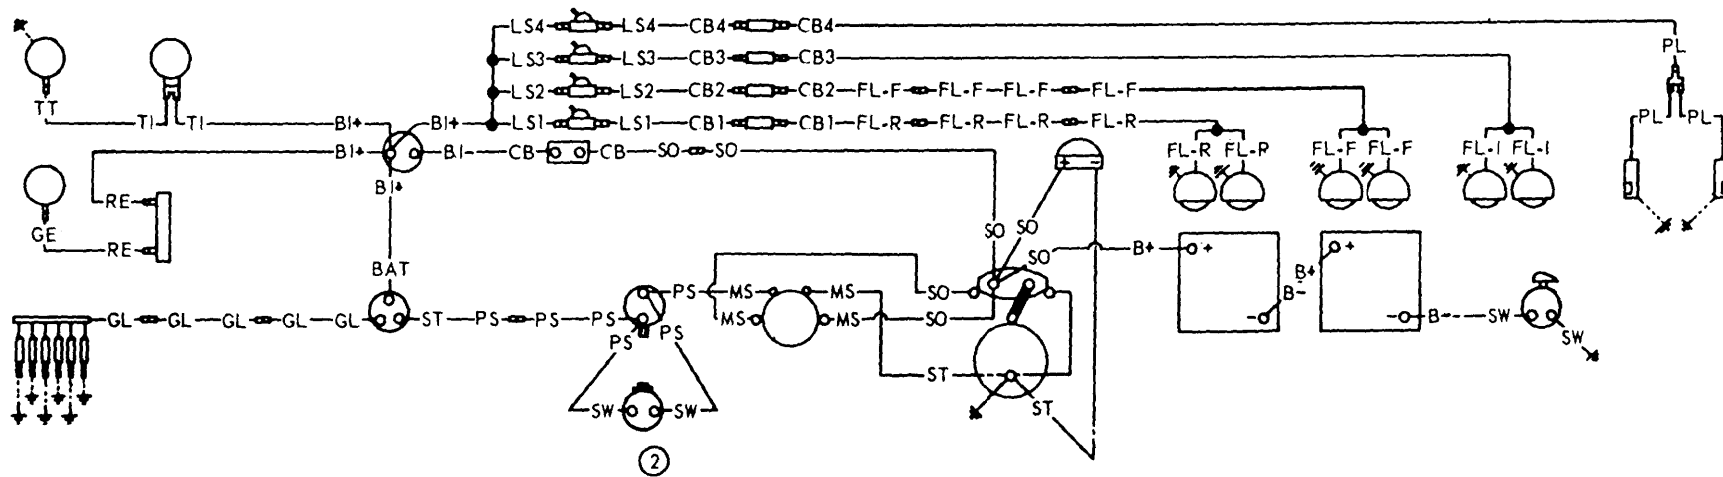 LS4 LS4 CB4 CB4
PL
LS3 LS3 CB3 CB3
LS2 LS2 CB2 CB2 FL-F FL-F FL-F FL-F
TT TI TI BI+ BI+ LS1 LS1 CB1 CB1 FL-R FL-R FL-R FL-R
PL PL
BI+ BI- CB CB SO SO + - FL-R FL-R FL-F FL-F FL-I FL-I
BI+
RE
GE
RE
SO SO
SO B+ + +
BAT
B+
B-
PS MS MS SO
GL GL GL GL GL ST PS PS PS MS MS SO - - B- SW
PS PS
SW
ST
SW SW
ST
2